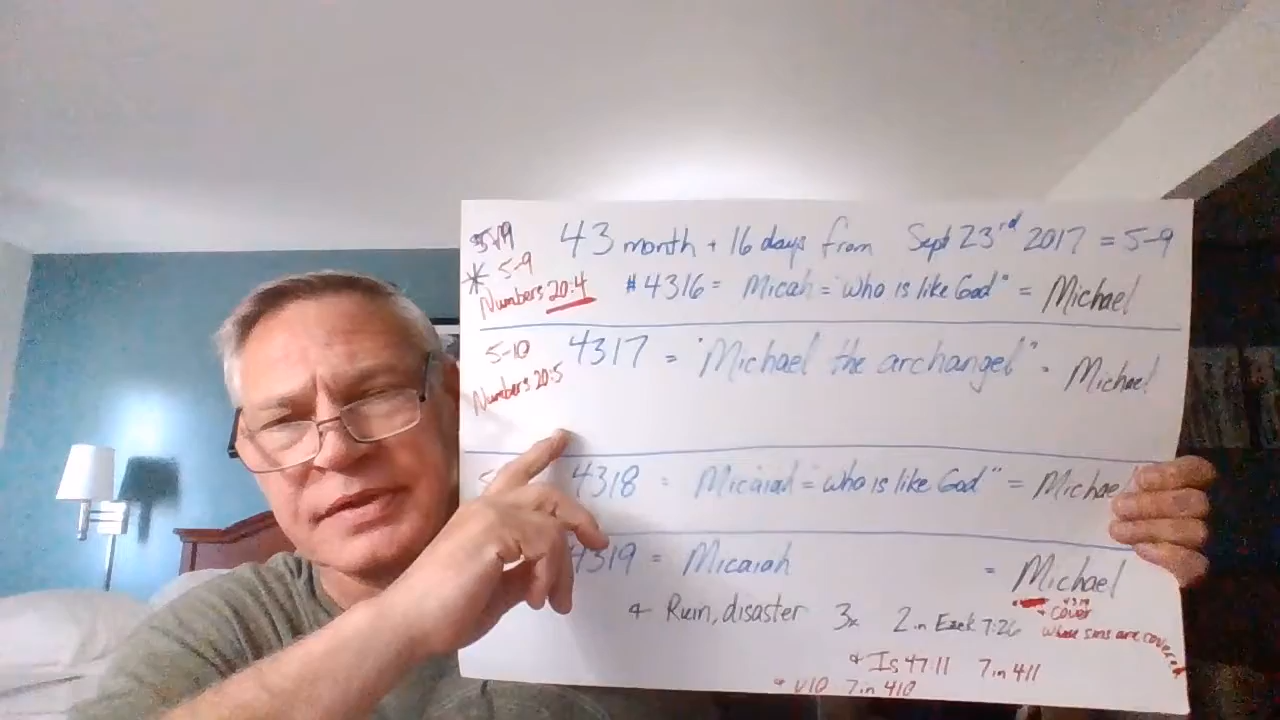 5-9 43 month + 16 days from Sept 23rd 2017 = 5-9
* 5-9
Numbers 20:4 #4316 = Micah = "Who is like God" = Michael
5-10 4317 = "Michael the archangel" - Michael
Numbers 20:5
4318 = Micaiah = "who is like God" = Michael
4319 = Micaiah = Michael
+ Ruin, disaster 3x 2 in Ezek 7:26
+ cover
whose sins are covered
+ Is 47:11 7 in 411
+ V10 7 in 410